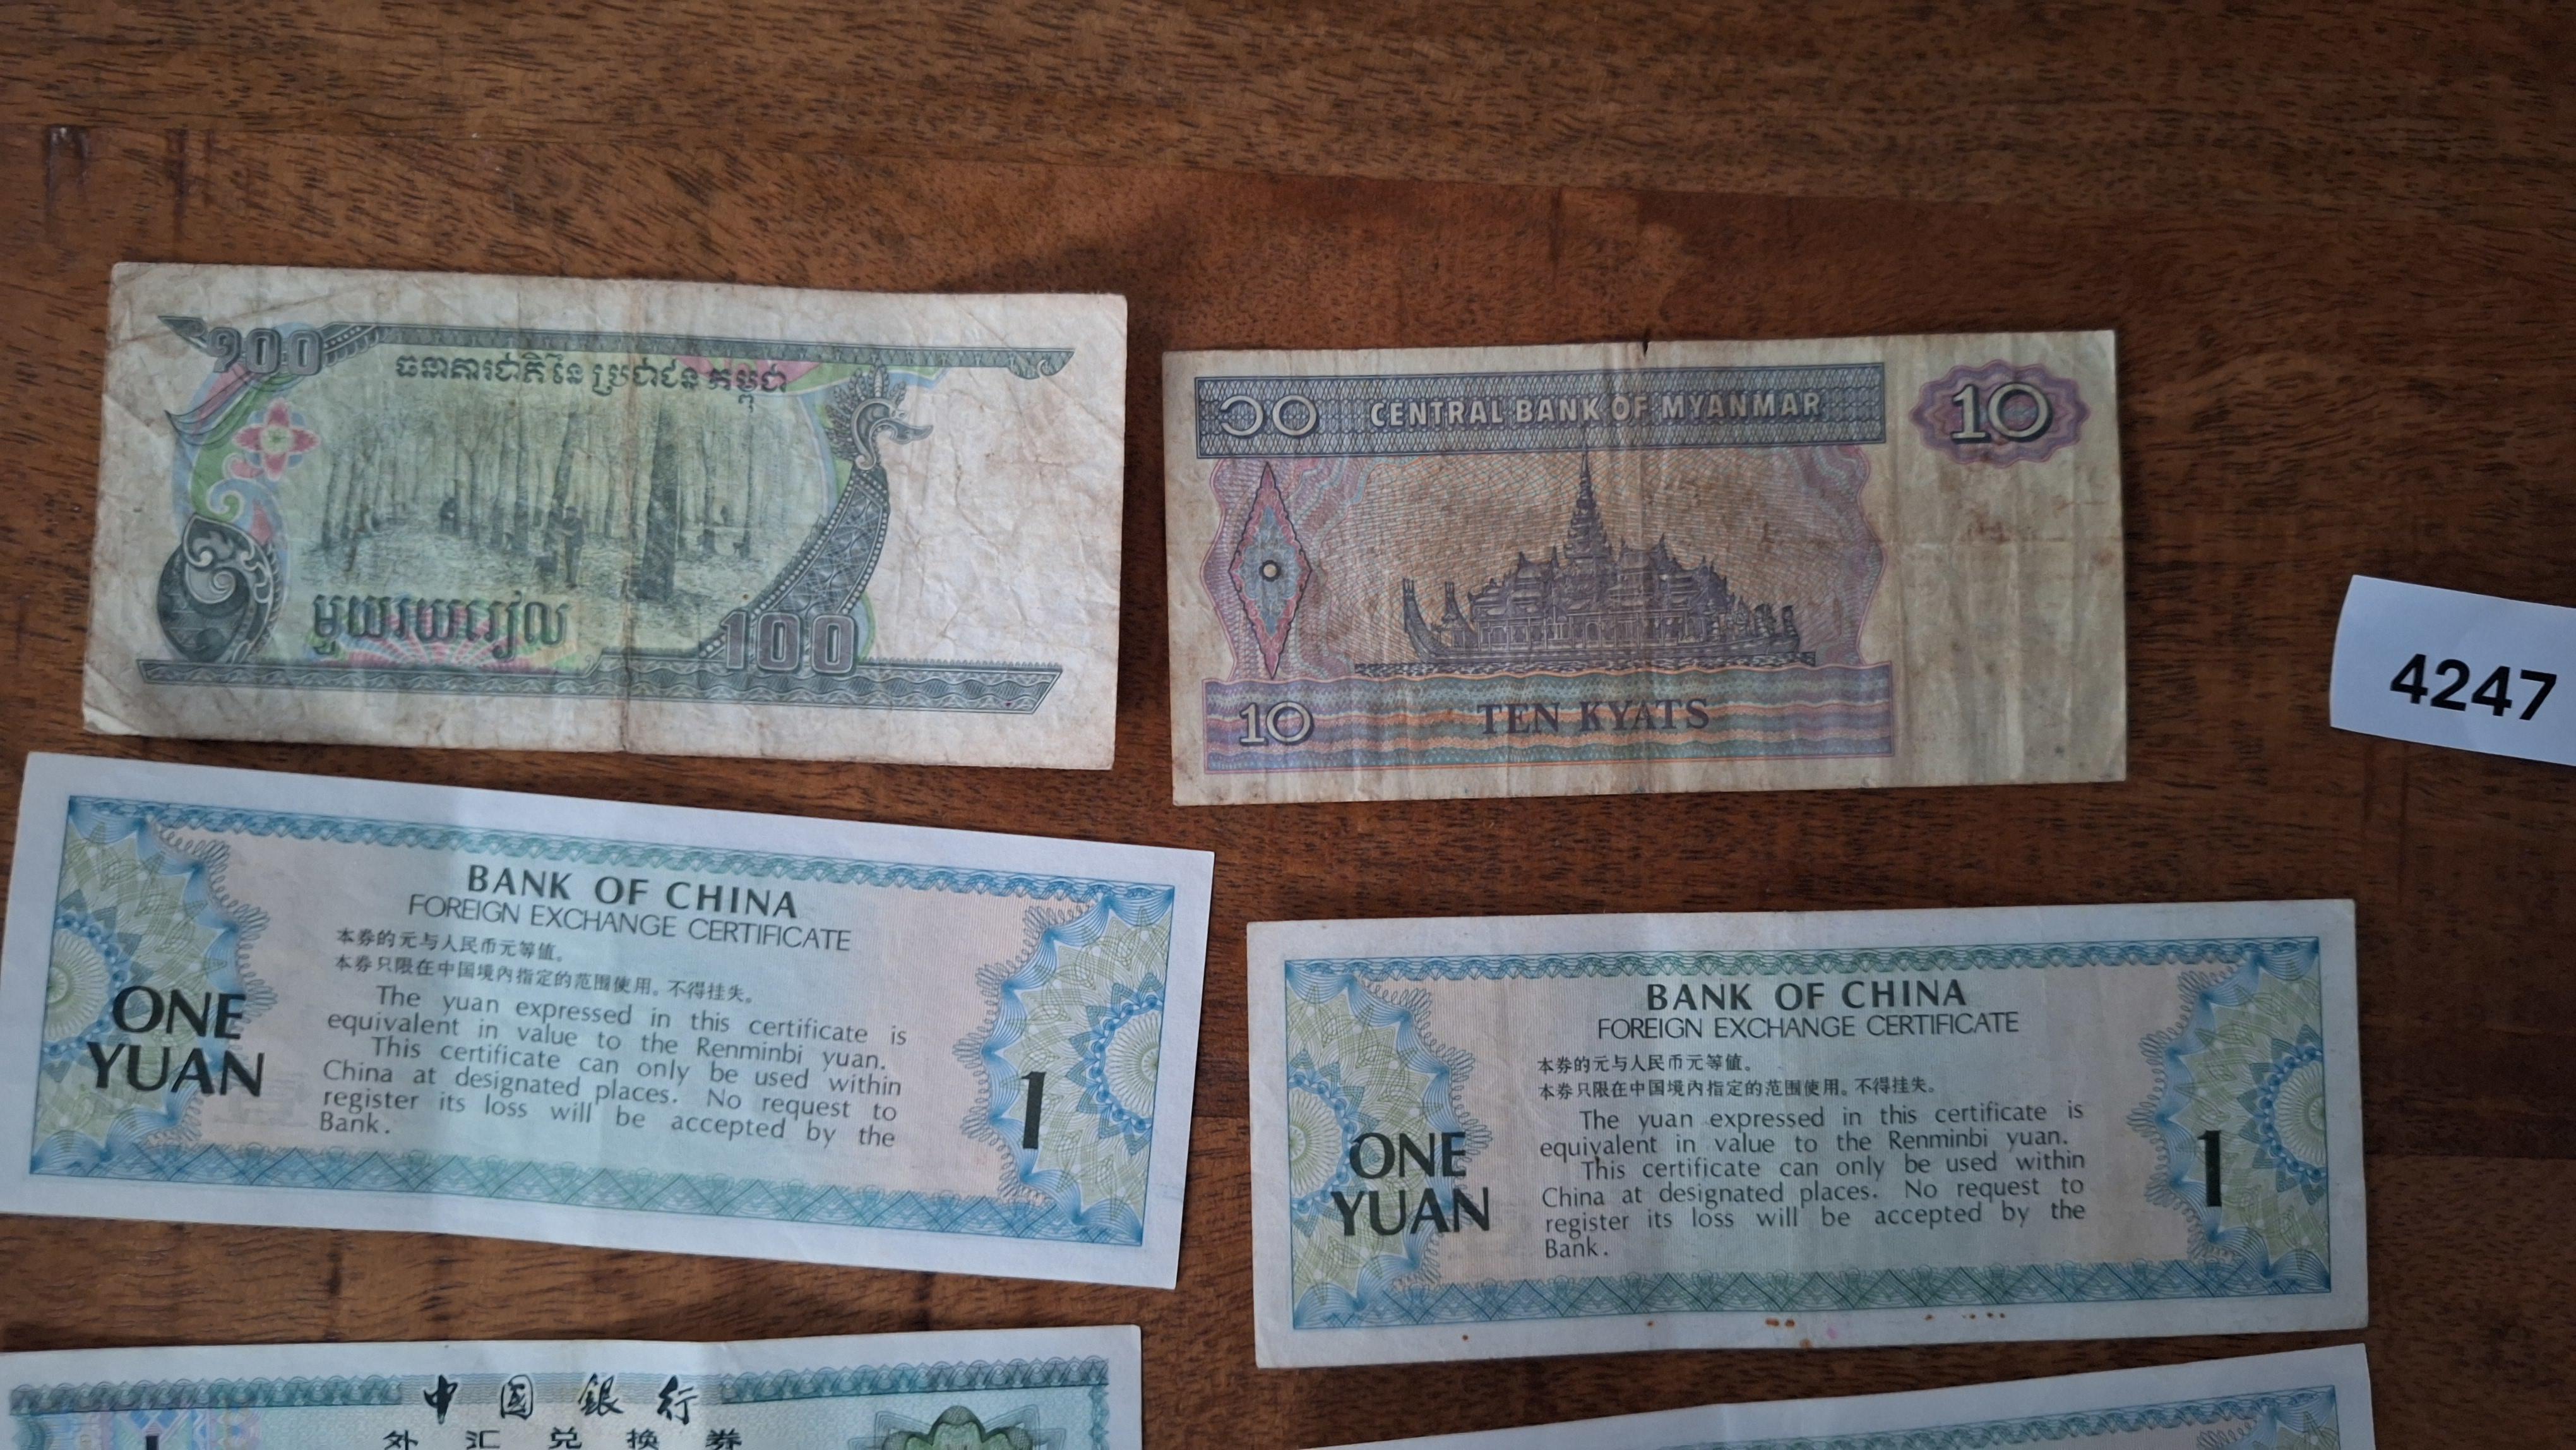 ១០០
ធនាគារជាតិនៃប្រជាជនកម្ពុជា
មួយរយរៀល
100
၁၀ CENTRAL BANK OF MYANMAR 10
10 TEN KYATS
4247
BANK OF CHINA
FOREIGN EXCHANGE CERTIFICATE
本券的元与人民币元等值。
本券只限在中国境内指定的范围使用。不得挂失。
The yuan expressed in this certificate is
equivalent in value to the Renminbi yuan.
This certificate can only be used within
China at designated places. No request to
register its loss will be accepted by the
Bank.
ONE
YUAN
1
BANK OF CHINA
FOREIGN EXCHANGE CERTIFICATE
本券的元与人民币元等值。
本券只限在中国境内指定的范围使用。不得挂失。
The yuan expressed in this certificate is
equivalent in value to the Renminbi yuan.
This certificate can only be used within
China at designated places. No request to
register its loss will be accepted by the
Bank.
ONE
YUAN
1
中国銀行
外汇兑换券